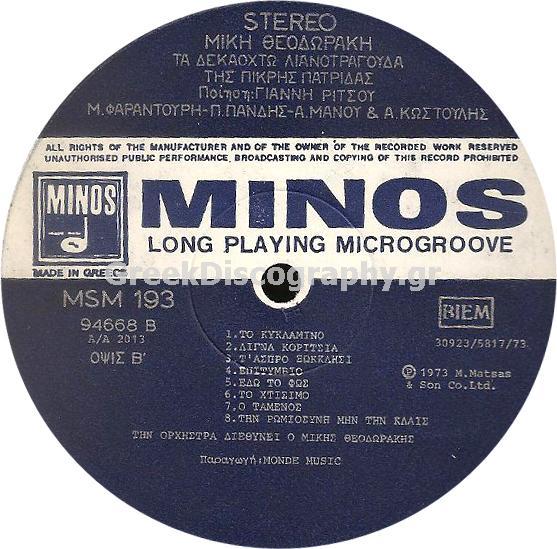 STEREO
ΜΙΚΗ ΘΕΟΔΩΡΑΚΗ
ΤΑ ΔΕΚΑΟΧΤΩ ΛΙΑΝΟΤΡΑΓΟΥΔΑ
ΤΗΣ ΠΙΚΡΗΣ ΠΑΤΡΙΔΑΣ
Ποίηση: ΓΙΑΝΝΗ ΡΙΤΣΟΥ
Μ. ΦΑΡΑΝΤΟΥΡΗ-Π. ΠΑΝΔΗΣ-Α. ΜΑΝΟΥ & Α. ΚΩΣΤΟΥΛΗΣ
ALL RIGHTS OF THE MANUFACTURER AND OF THE OWNER OF THE RECORDED WORK RESERVED
UNAUTHORISED PUBLIC PERFORMANCE, BROADCASTING AND COPYING OF THIS RECORD PROHIBITED
MINOS
MINOS
LONG PLAYING MICROGROOVE
MADE IN GREECE
GreekDiscography.gr
MSM 193
94668 B
Α/Α 2013
ΟΨΙΣ Β'
BIEM
30923/5817/73
1. ΤΟ ΚΥΚΛΑΜΙΝΟ
2. ΛΙΓΝΑ ΚΟΡΙΤΣΙΑ
3. Τ'ΑΣΠΡΟ ΞΩΚΚΛΗΣΙ
4. ΕΠΙΤΥΜΒΙΟ
5. ΕΔΩ ΤΟ ΦΩΣ
6. ΤΟ ΧΤΙΣΙΜΟ
7. Ο ΤΑΜΕΝΟΣ
8. ΤΗΝ ΡΩΜΙΟΣΥΝΗ ΜΗΝ ΤΗΝ ΚΛΑΙΣ
℗ 1973 M. Matsas
& Son Co. Ltd.
ΤΗΝ ΟΡΧΗΣΤΡΑ ΔΙΕΥΘΥΝΕΙ Ο ΜΙΚΗΣ ΘΕΟΔΩΡΑΚΗΣ
Παραγωγή: MONDE MUSIC